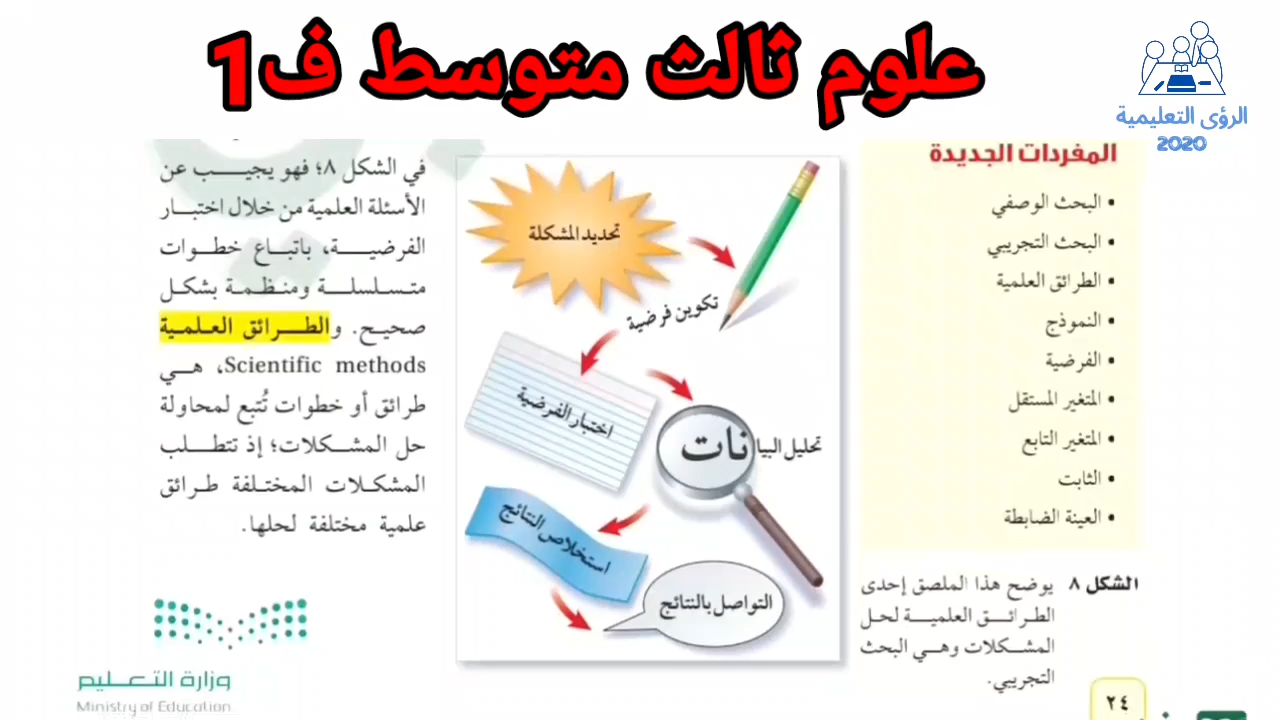 علوم ثالث متوسط ف1
الرؤى التعليمية
2020
المفردات الجديدة
• البحث الوصفي
• البحث التجريبي
• الطرائق العلمية
• النموذج
• الفرضية
• المتغير المستقل
• المتغير التابع
• الثابت
• العينة الضابطة
الشكل ٨ يوضح هذا الملصق إحدى
الطرائق العلمية لحل
المشكلات وهي البحث
التجريبي.
٢٤
تحديد المشكلة
تكوين فرضية
اختبار الفرضية
تحليل البيانات
استخلاص النتائج
التواصل بالنتائج
في الشكل ٨؛ فهو يجيب عن
الأسئلة العلمية من خلال اختبار
الفرضية، باتباع خطوات
متسلسلة ومنظمة بشكل
صحيح. والطرائق العلمية
Scientific methods، هي
طرائق أو خطوات تُتبع لمحاولة
حل المشكلات؛ إذ تتطلب
المشكلات المختلفة طرائق
علمية مختلفة لحلها.
وزارة التعليم
Ministry of Education